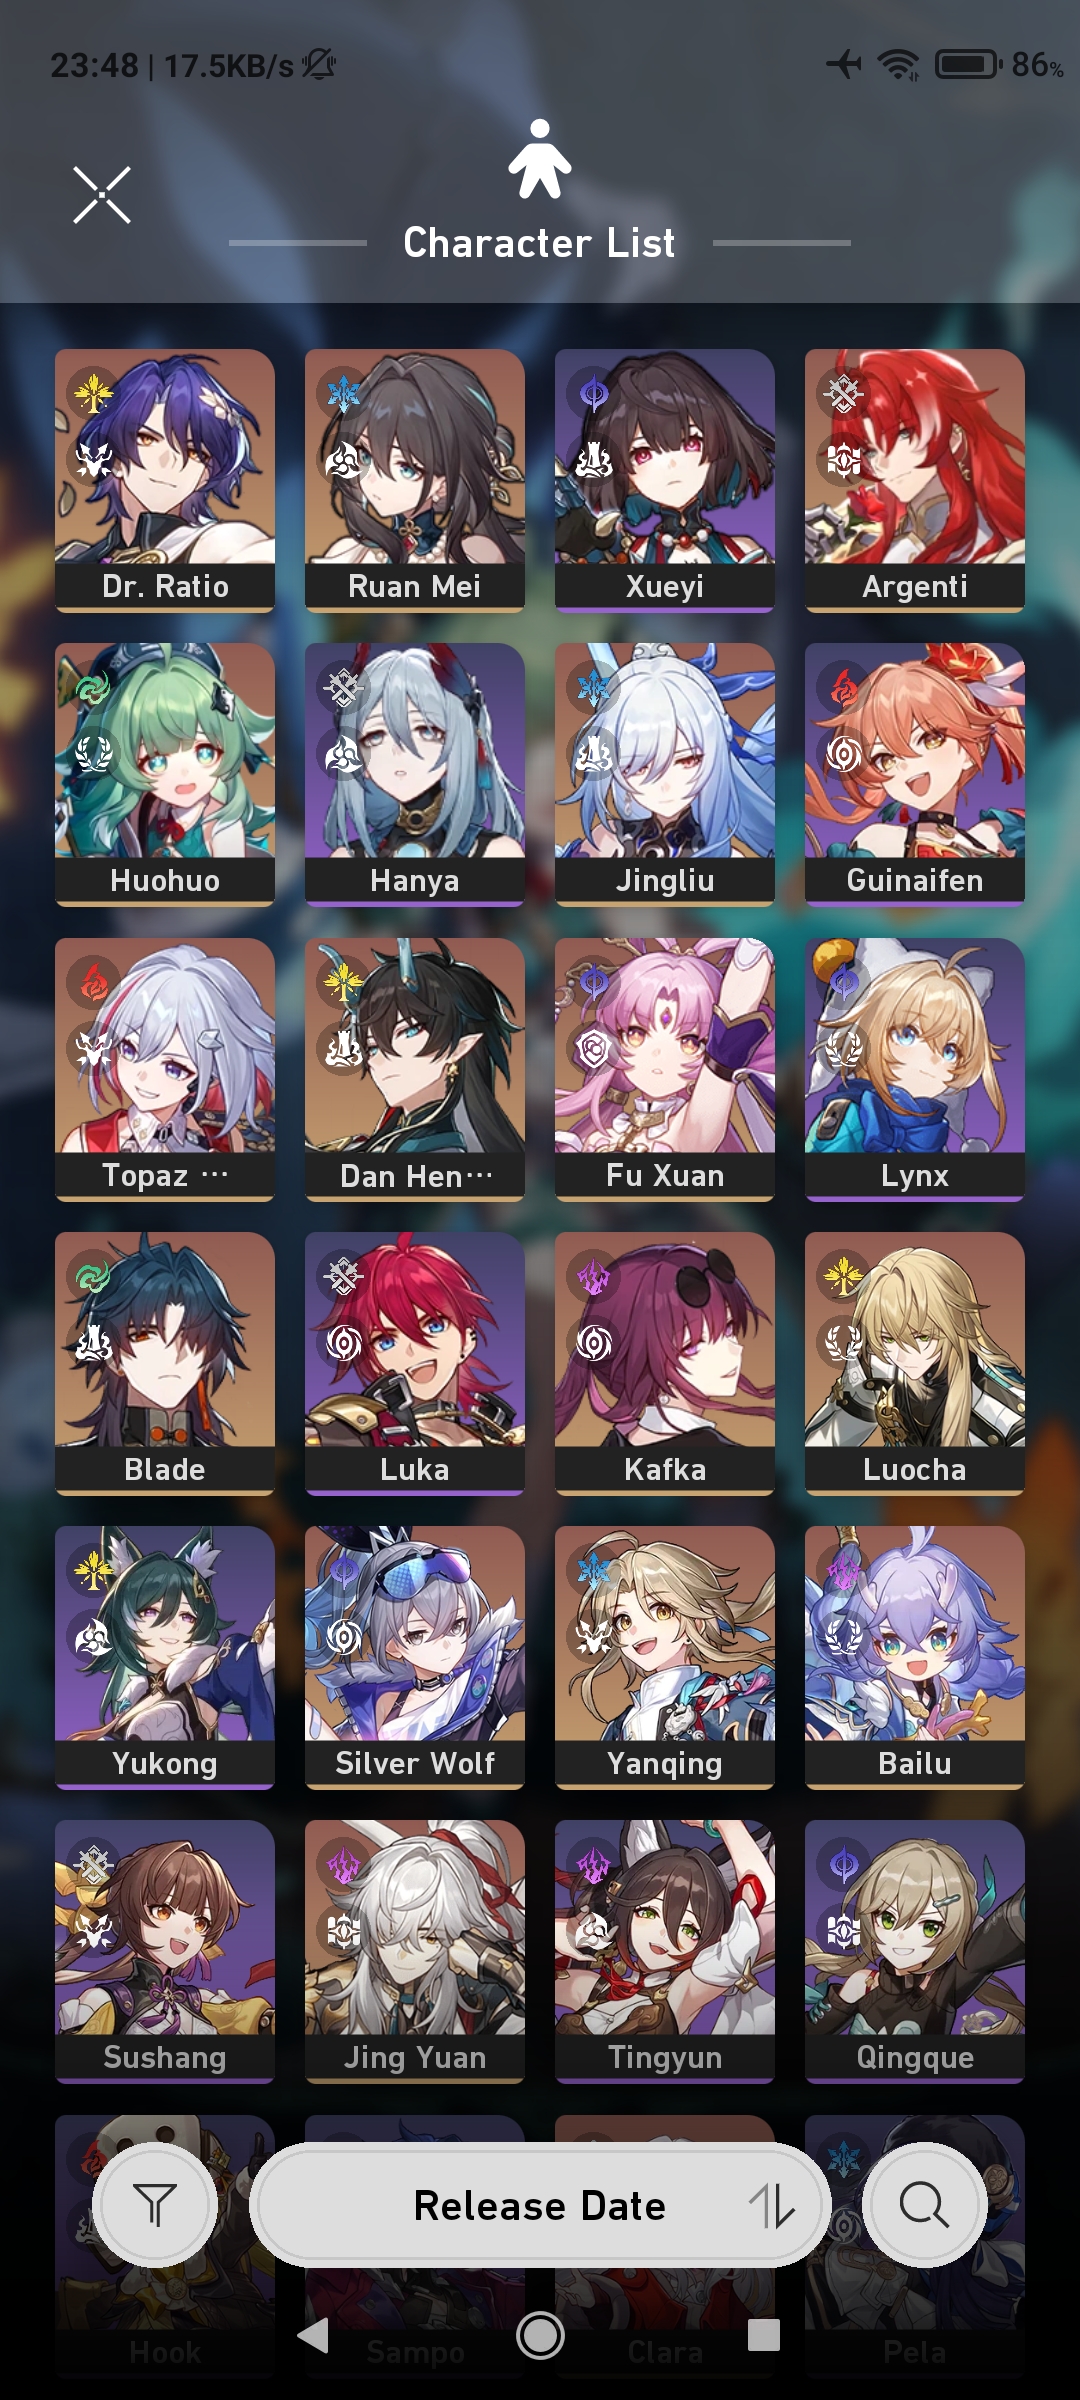 23:48 | 17.5KB/s 86%
Character List
Dr. Ratio Ruan Mei Xueyi Argenti
Huohuo Hanya Jingliu Guinaifen
Topaz ··· Dan Hen··· Fu Xuan Lynx
Blade Luka Kafka Luocha
Yukong Silver Wolf Yanqing Bailu
Sushang Jing Yuan Tingyun Qingque
Release Date
Hook Sampo Clara Pela